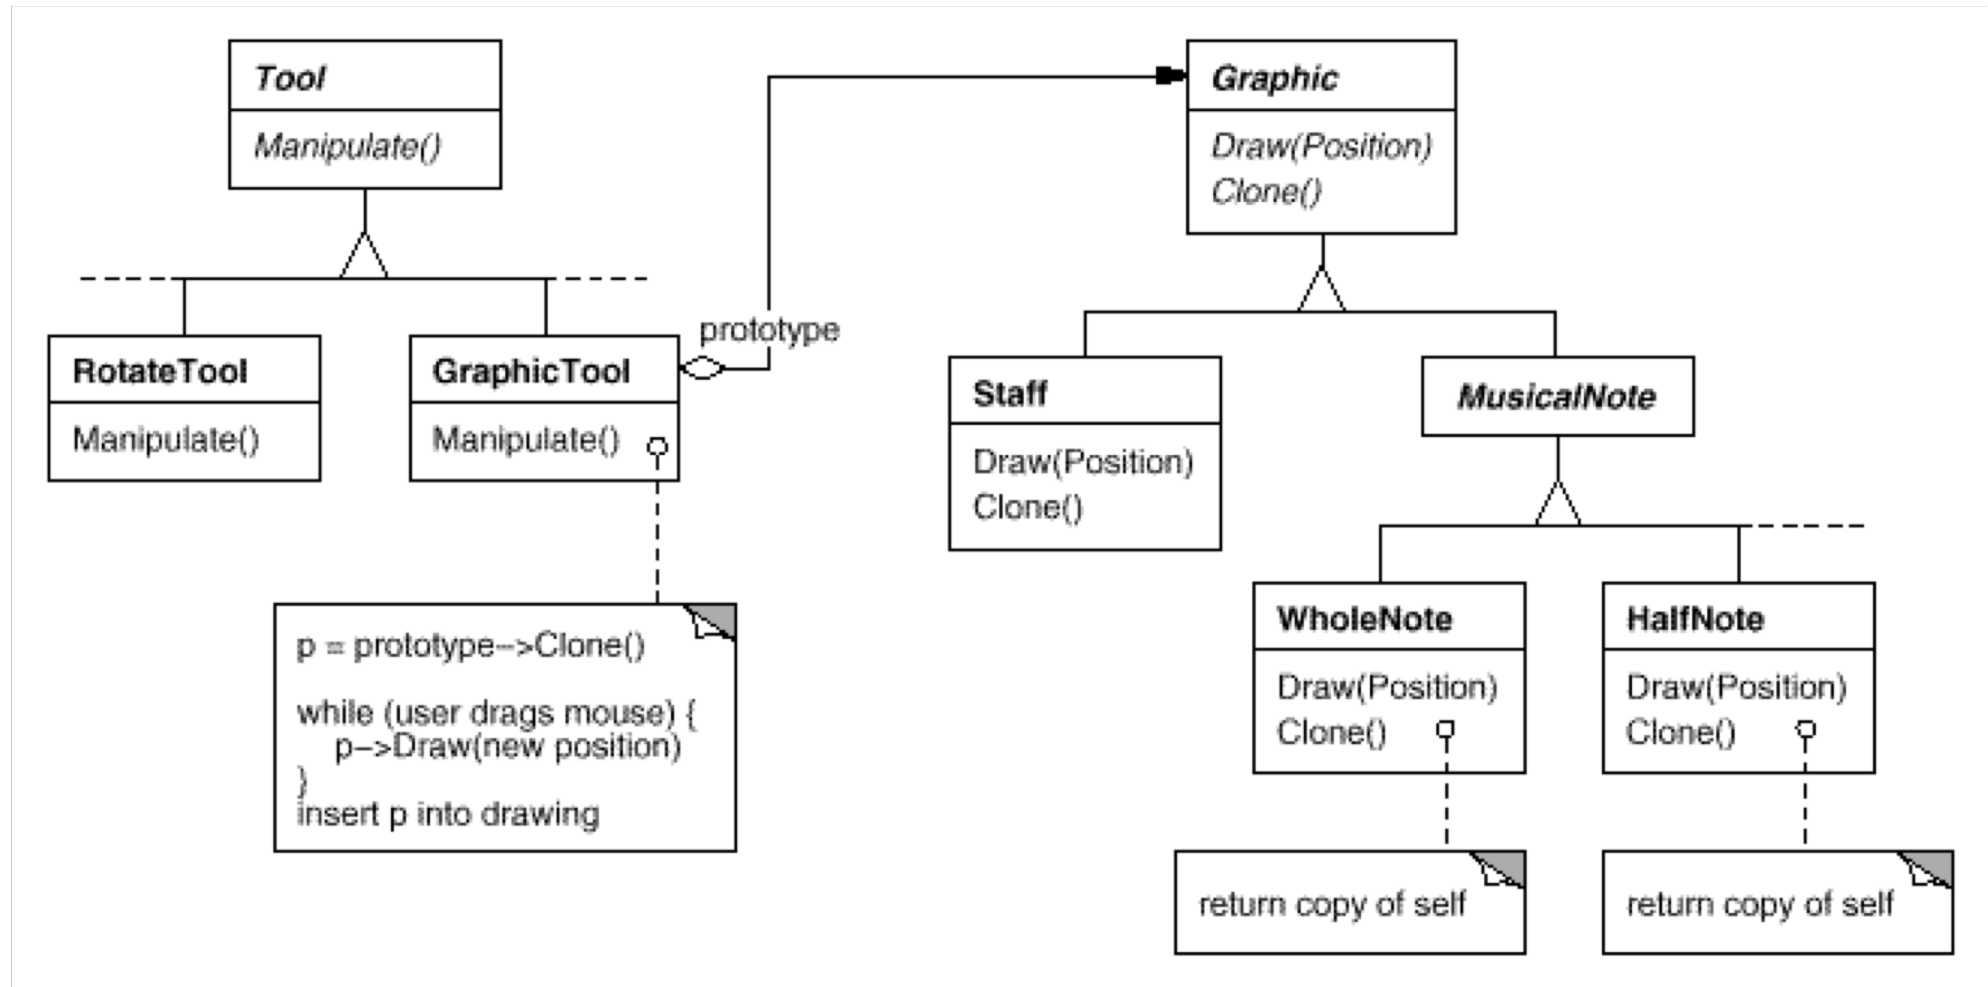 Tool
Manipulate()
Graphic
Draw(Position)
Clone()
prototype
RotateTool
Manipulate()
GraphicTool
Manipulate()
Staff
Draw(Position)
Clone()
MusicalNote
WholeNote
Draw(Position)
Clone()
HalfNote
Draw(Position)
Clone()
p = prototype–>Clone()
while (user drags mouse) {
p–>Draw(new position)
}
insert p into drawing
return copy of self
return copy of self